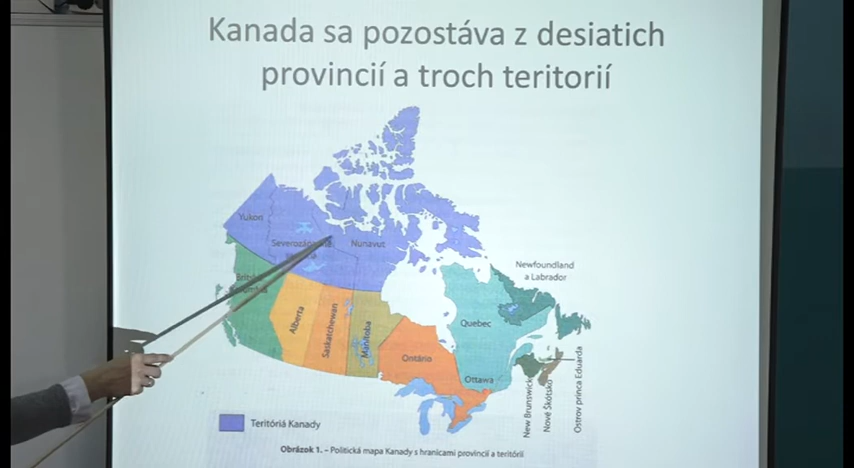 Kanada sa pozostáva z desiatich
provincií a troch teritorií
Yukon
Nunavut
Newfoundland
a Labrador
Alberta
Saskatchewan
Manitoba
Ontário
Quebec
Ottawa
New Brunswick
Nové Škótsko
Ostrov princa Eduarda
Teritóriá Kanady
Obrázok 1. – Politická mapa Kanady s hranicami provincií a teritórií